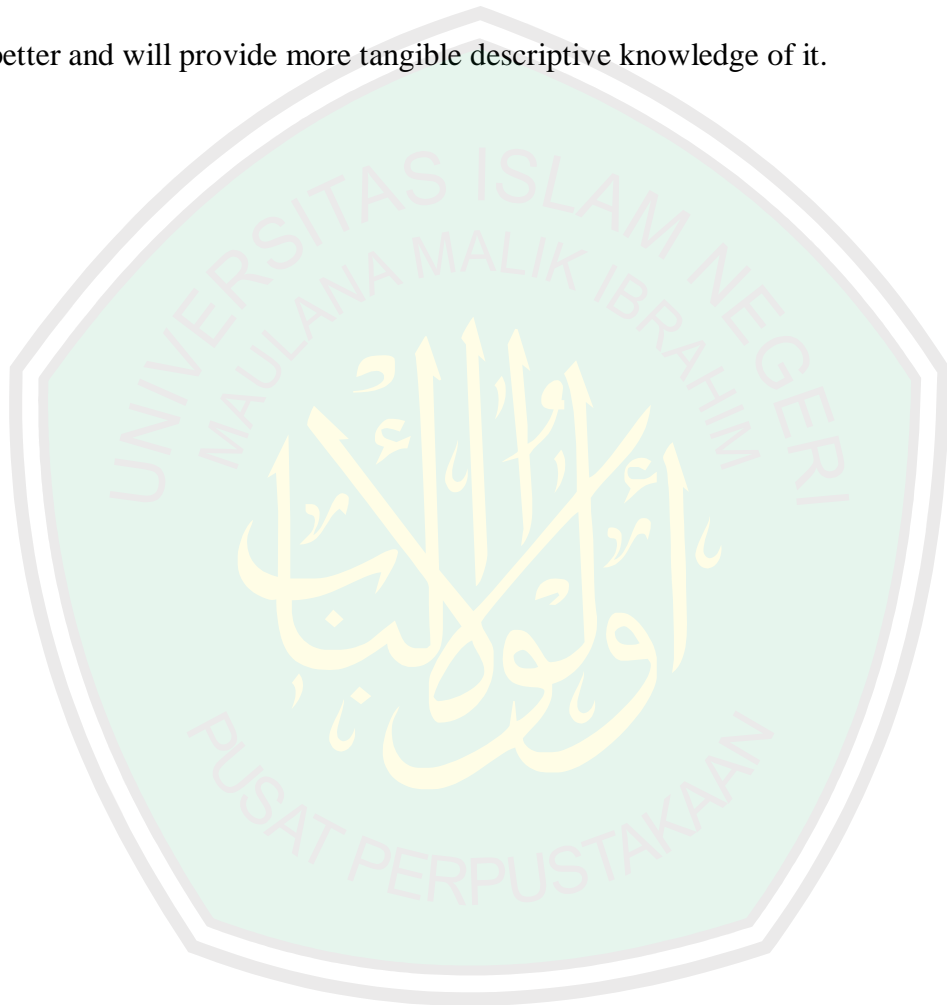 better and will provide more tangible descriptive knowledge of it.
UNIVERSITAS ISLAM NEGERI
MAULANA MALIK IBRAHIM
أولوا الألباب
PUSAT PERPUSTAKAAN